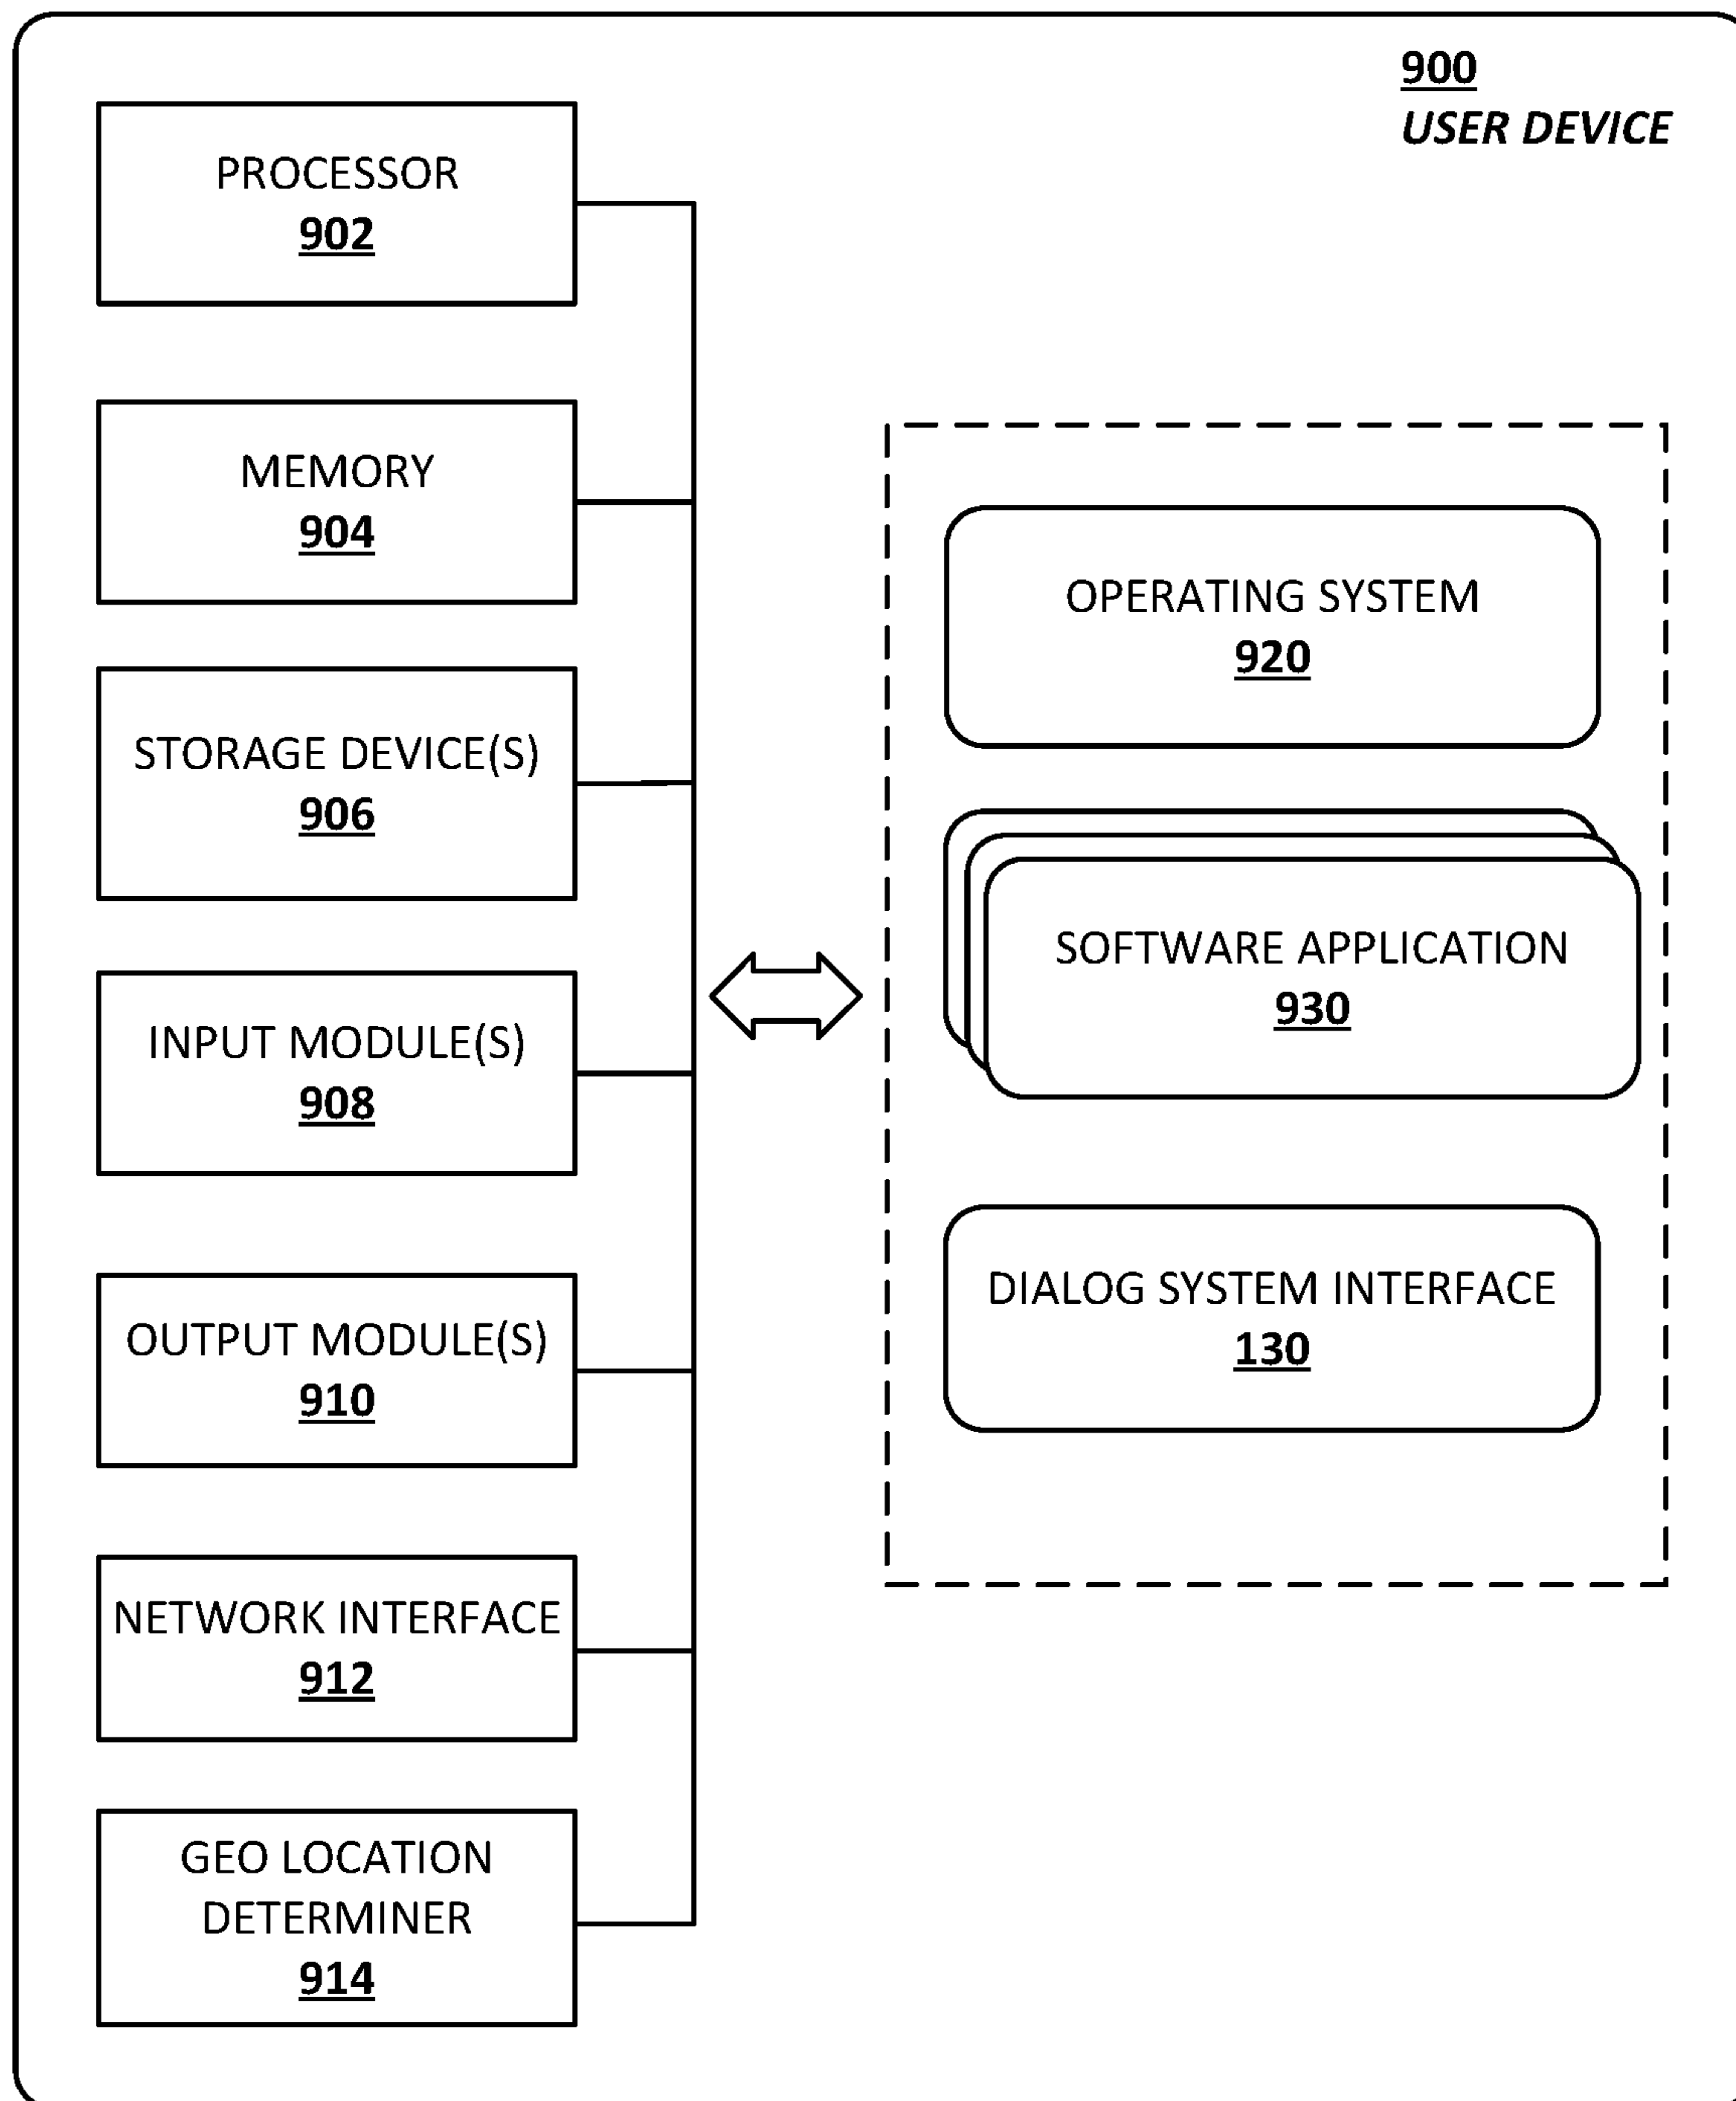 900
USER DEVICE
PROCESSOR
902
MEMORY
904
STORAGE DEVICE(S)
906
INPUT MODULE(S)
908
OUTPUT MODULE(S)
910
NETWORK INTERFACE
912
GEO LOCATION
DETERMINER
914
OPERATING SYSTEM
920
SOFTWARE APPLICATION
930
DIALOG SYSTEM INTERFACE
130